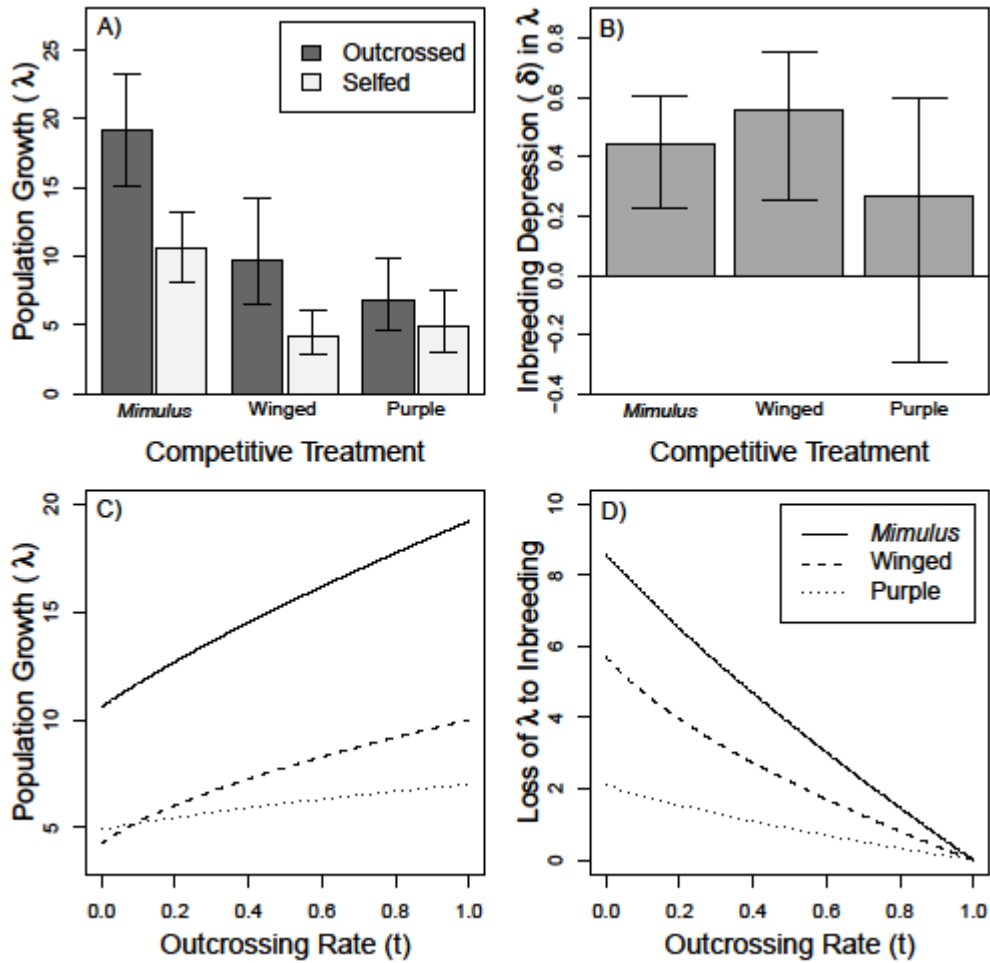 A)
Outcrossed
Selfed
Population Growth ( λ )
0
5
10
15
20
25
Mimulus
Winged
Purple
Competitive Treatment
B)
Inbreeding Depression ( δ ) in λ
−0.4
−0.2
0.0
0.2
0.4
0.6
0.8
Mimulus
Winged
Purple
Competitive Treatment
C)
Population Growth ( λ )
5
10
15
20
0.0 0.2 0.4 0.6 0.8 1.0
Outcrossing Rate (t)
D)
Mimulus
Winged
Purple
Loss of λ to Inbreeding
0
2
4
6
8
10
0.0 0.2 0.4 0.6 0.8 1.0
Outcrossing Rate (t)